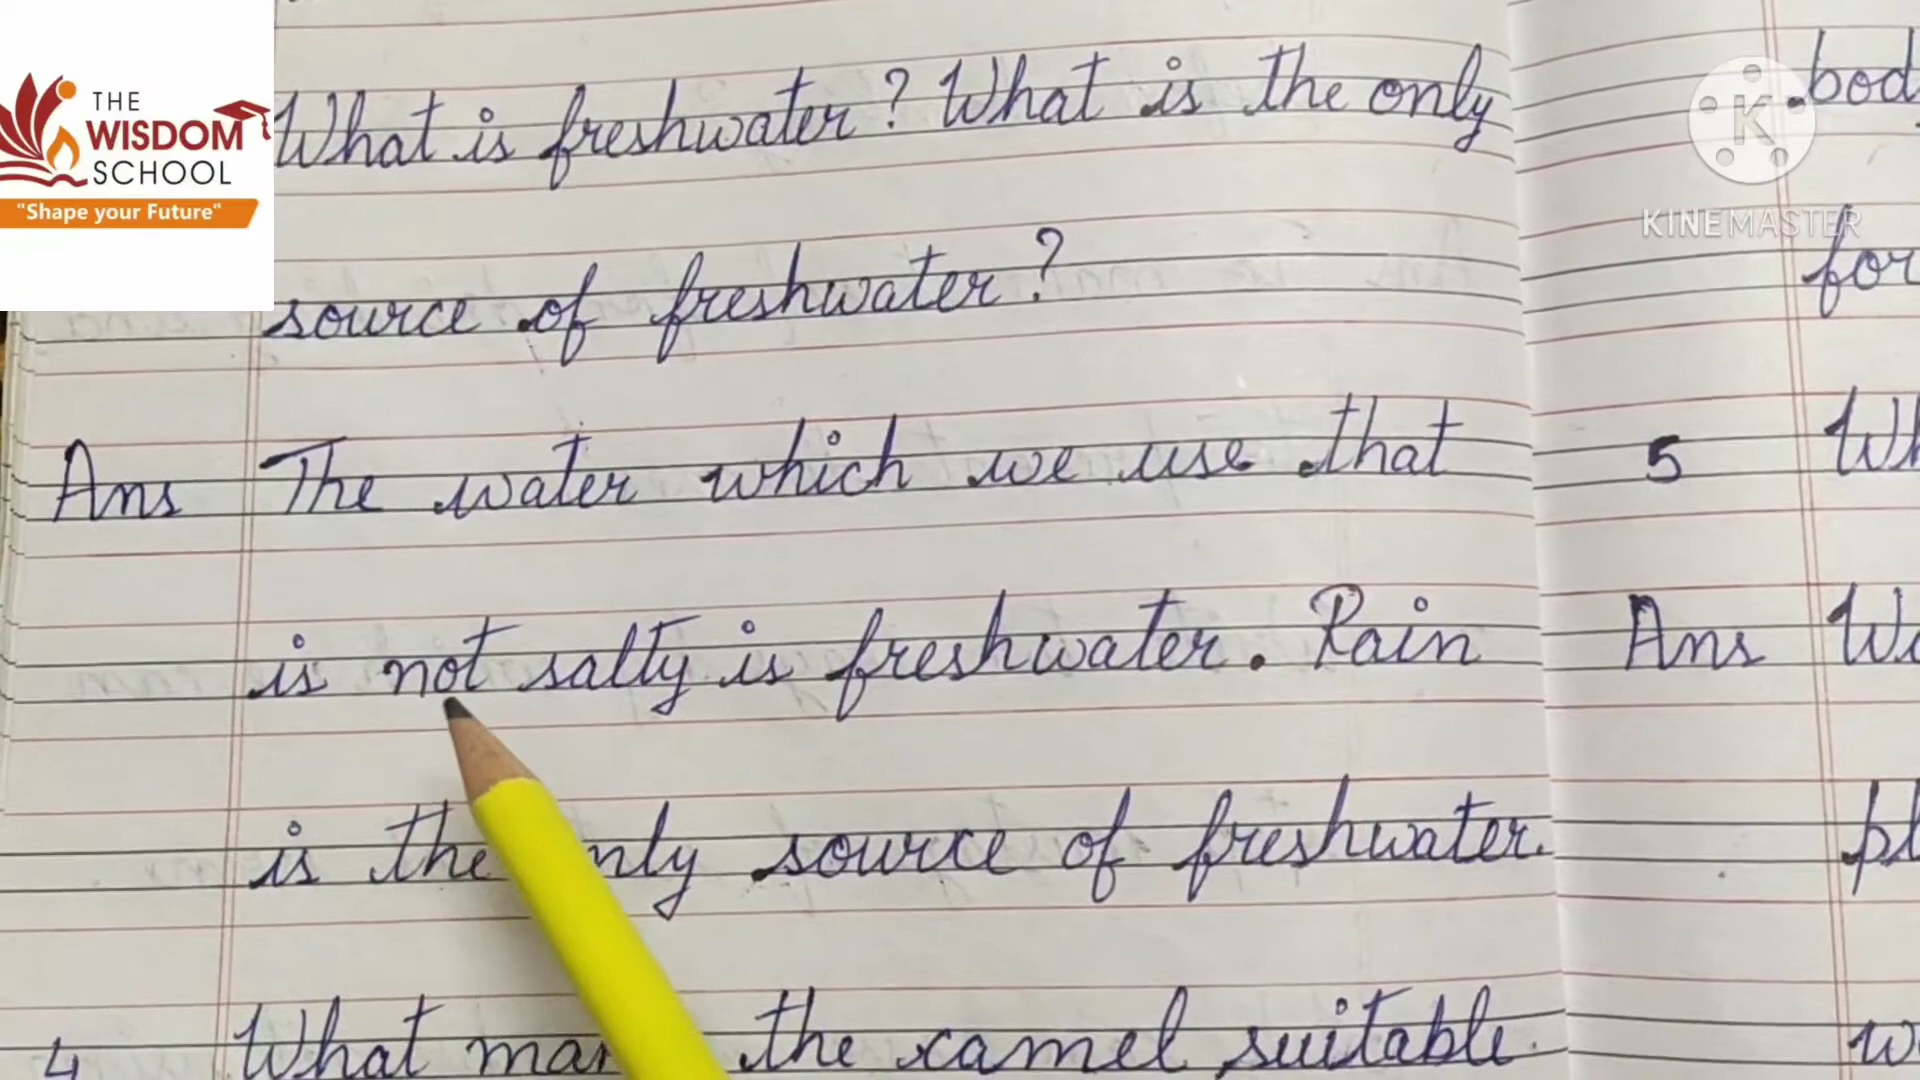 THE
WISDOM
SCHOOL
"Shape your Future"
KINEMASTER
What is freshwater? What is the only
source of freshwater?
Ans The water which we use that
is not salty is freshwater. Rain
is the source of freshwater.
4 What the camel suitable
for
5
Ans